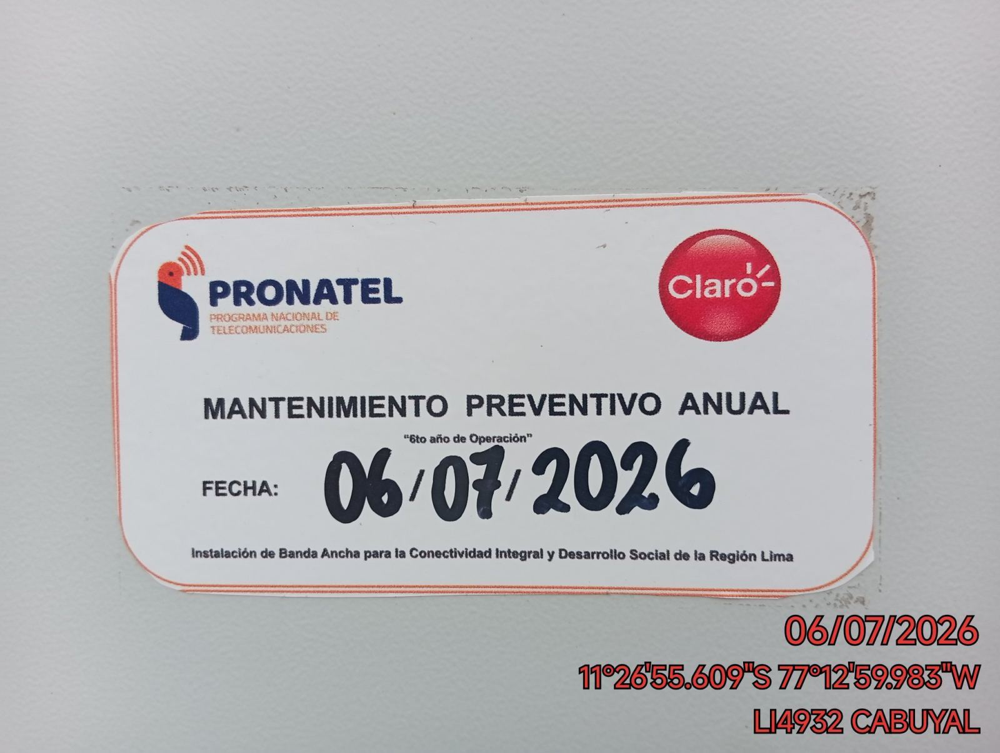 PRONATEL
PROGRAMA NACIONAL DE
TELECOMUNICACIONES
Claro
MANTENIMIENTO PREVENTIVO ANUAL
"6to año de Operación"
FECHA: 06/07/2026
Instalación de Banda Ancha para la Conectividad Integral y Desarrollo Social de la Región Lima
06/07/2026
11°26'55.609"S 77°12'59.983"W
LI4932 CABUYAL